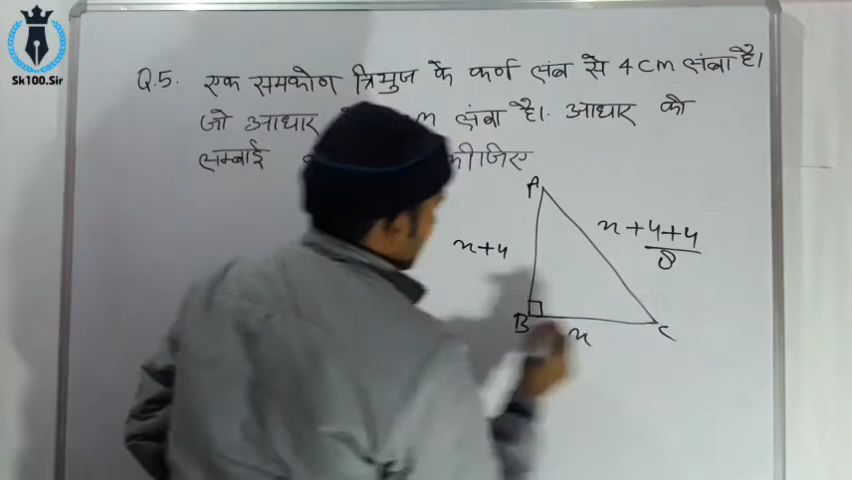 Sk100.Sir
Q.5. एक समकोण त्रिभुज के कर्ण लंब से 4 cm लंबा है।
जो आधार m लंबा है। आधार को
लम्बाई कीजिए
A
x + 4 + 4
8
x + 4
B
x
C